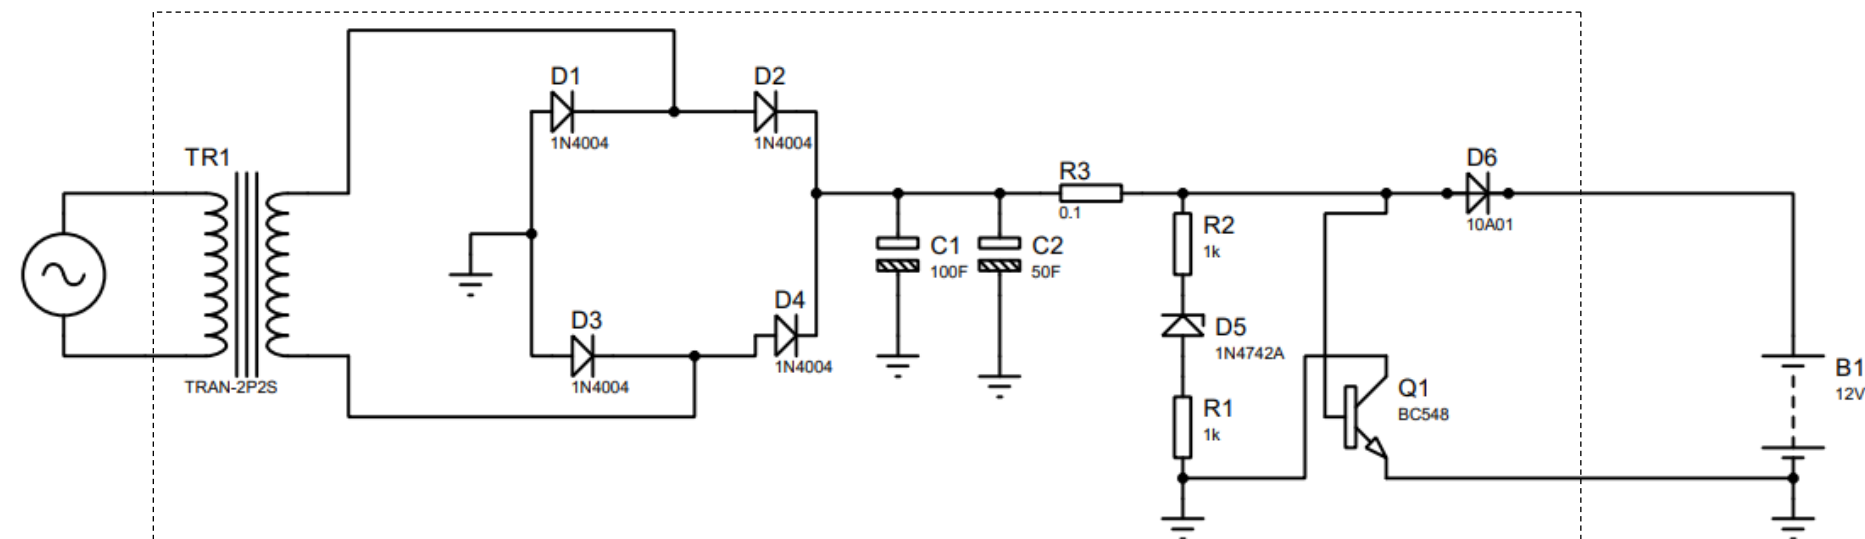 TR1
TRAN-2P2S
D1
1N4004
D2
1N4004
D3
1N4004
D4
1N4004
C1
100F
C2
50F
R3
0.1
R2
1k
D5
1N4742A
R1
1k
Q1
BC548
D6
10A01
B1
12V